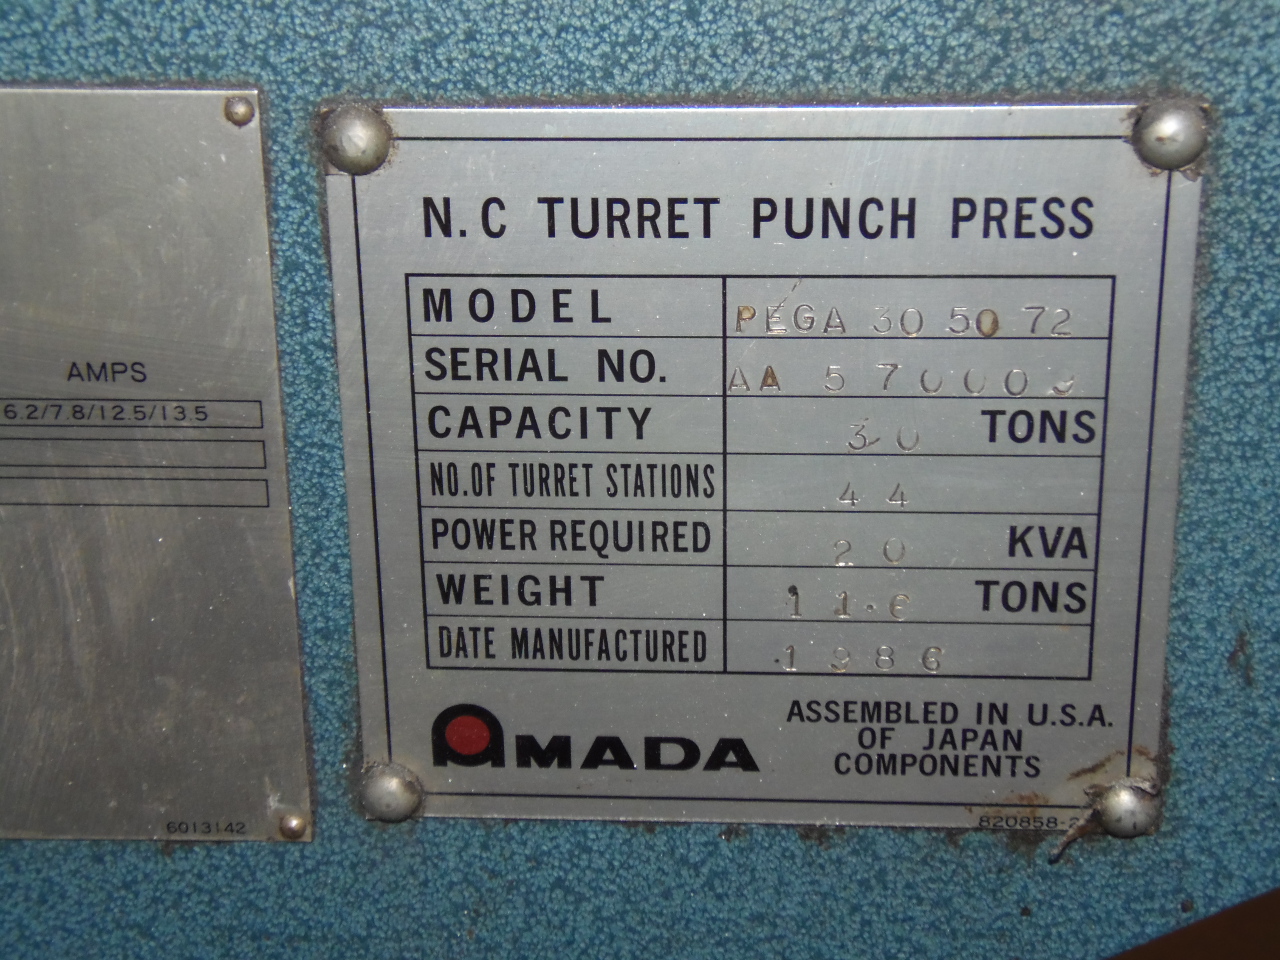 AMPS
6.2/7.8/12.5/13.5
6013142
N.C TURRET PUNCH PRESS
MODEL PEGA 30 50 72
SERIAL NO.
CAPACITY 30 TONS
NO. OF TURRET STATIONS 44
POWER REQUIRED 20 KVA
WEIGHT 11.6 TONS
DATE MANUFACTURED 1986
AMADA
ASSEMBLED IN U.S.A.
OF JAPAN
COMPONENTS